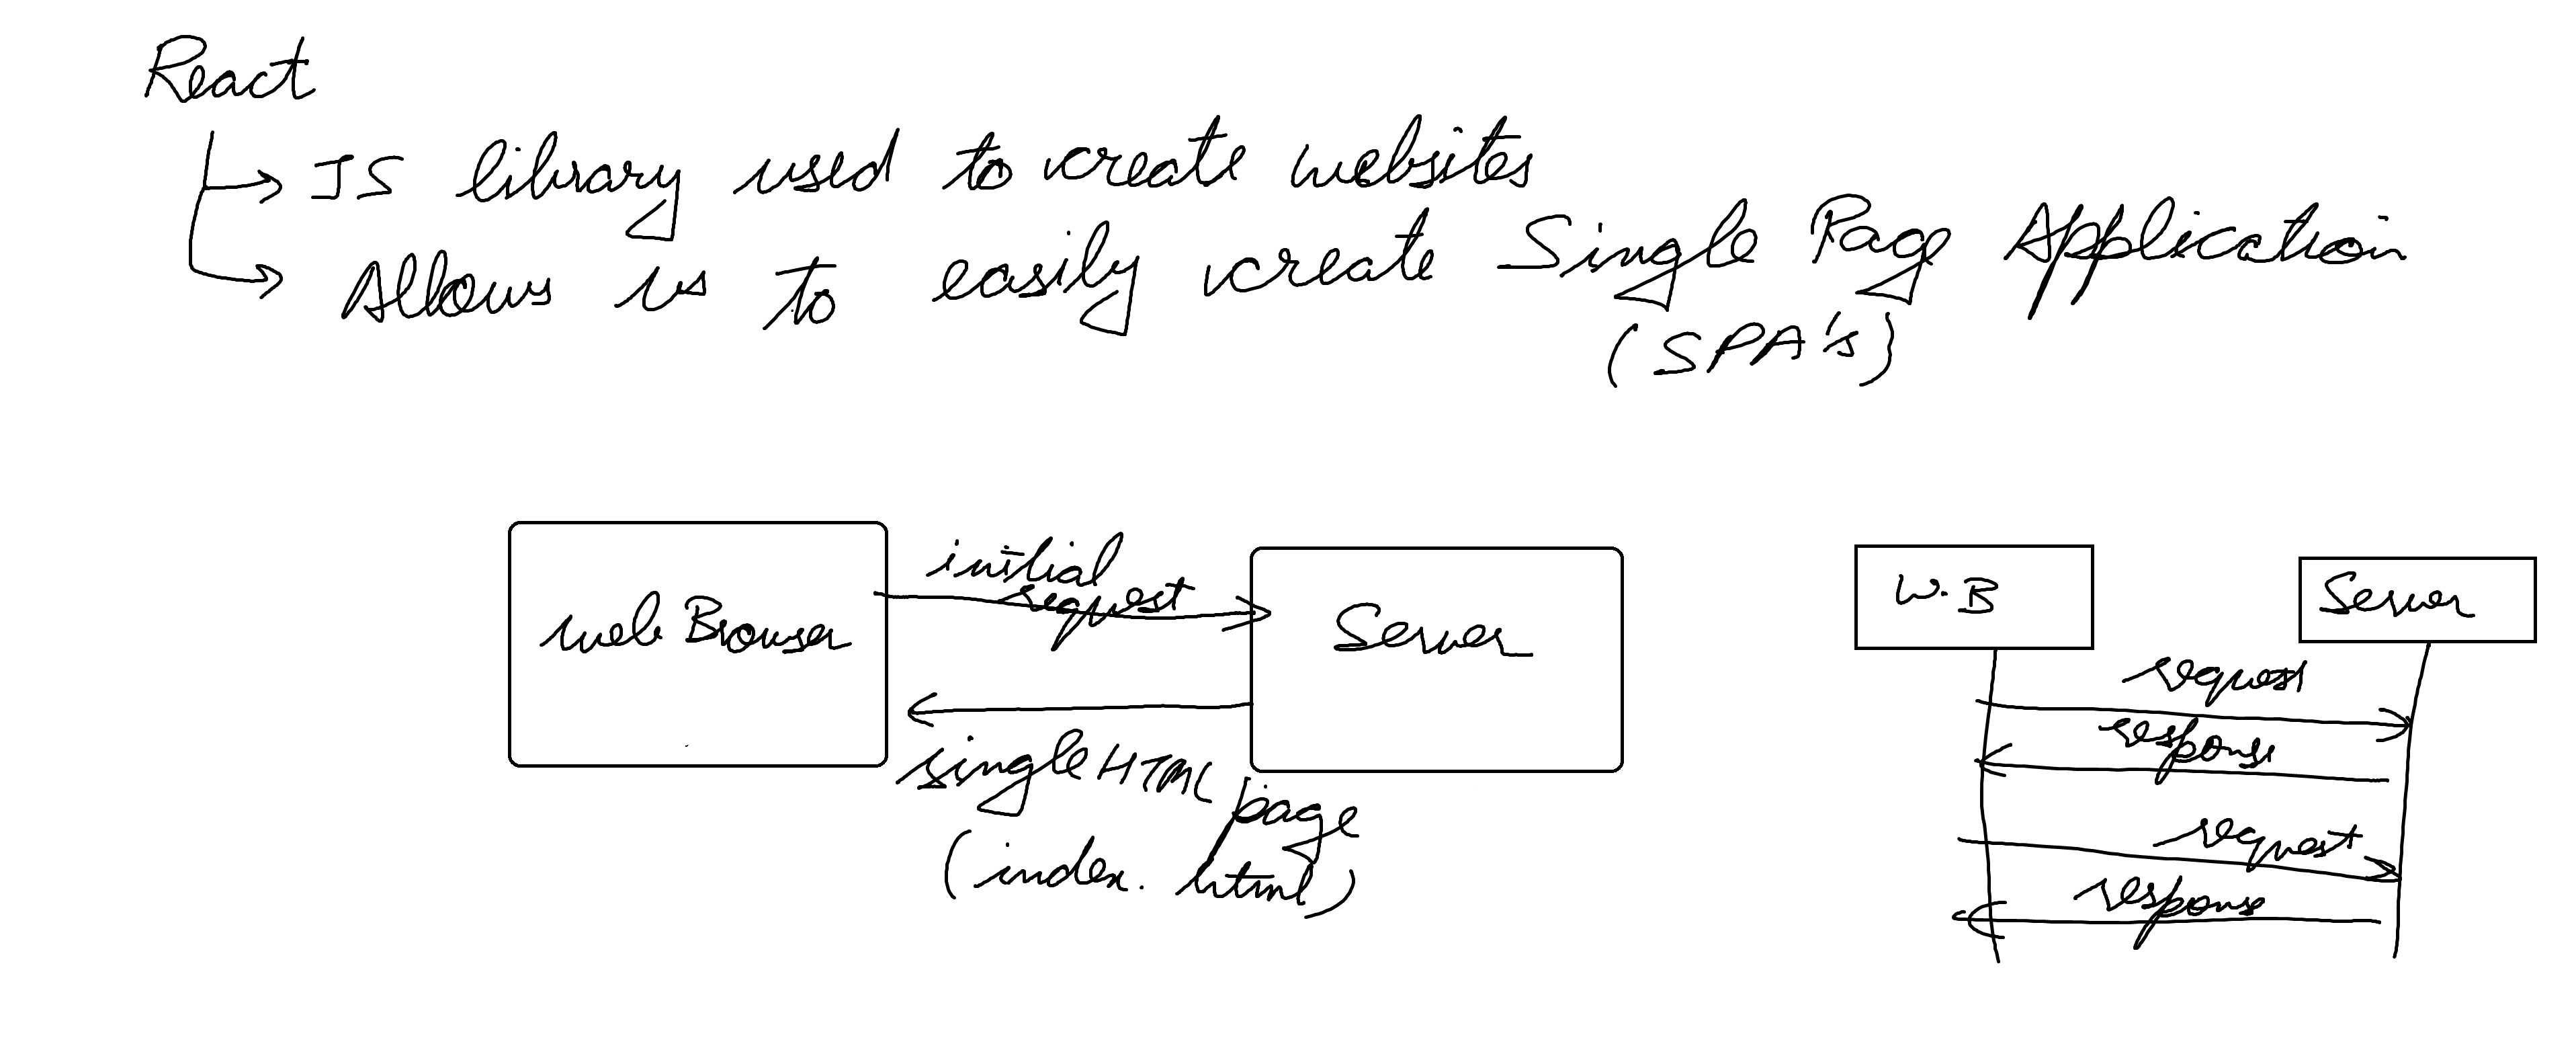 React
JS library used to create websites
Allows us to easily create Single Page Application
(SPA's)
initial
request
web Browser
Server
single HTML page
(index.html)
W.B
Server
request
response
request
response